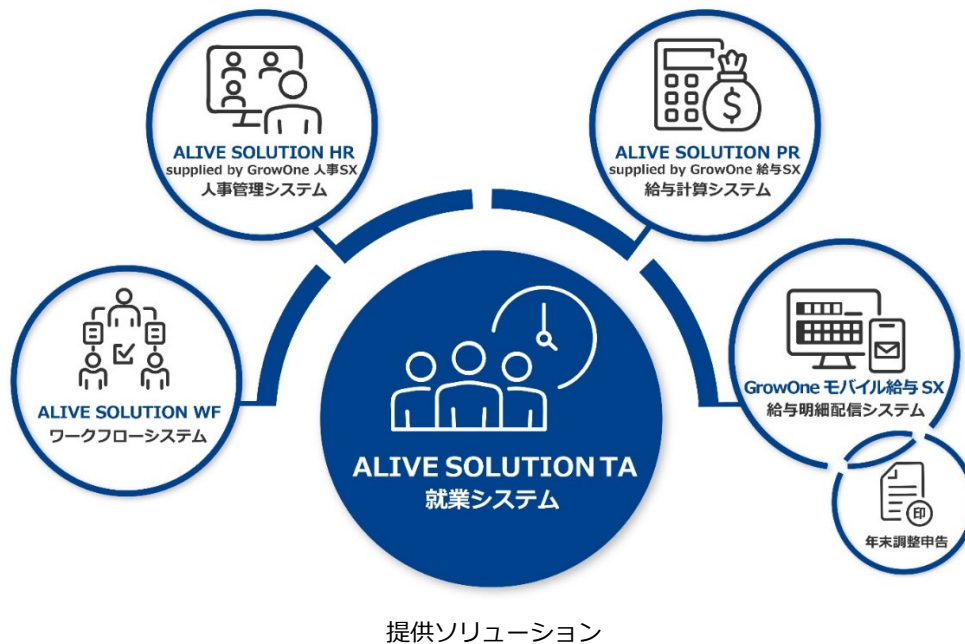 ALIVE SOLUTION HR
supplied by GrowOne 人事SX
人事管理システム
ALIVE SOLUTION PR
supplied by GrowOne 給与SX
給与計算システム
ALIVE SOLUTION WF
ワークフローシステム
ALIVE SOLUTION TA
就業システム
GrowOne モバイル給与 SX
給与明細配信システム
印
年末調整申告
提供ソリューション